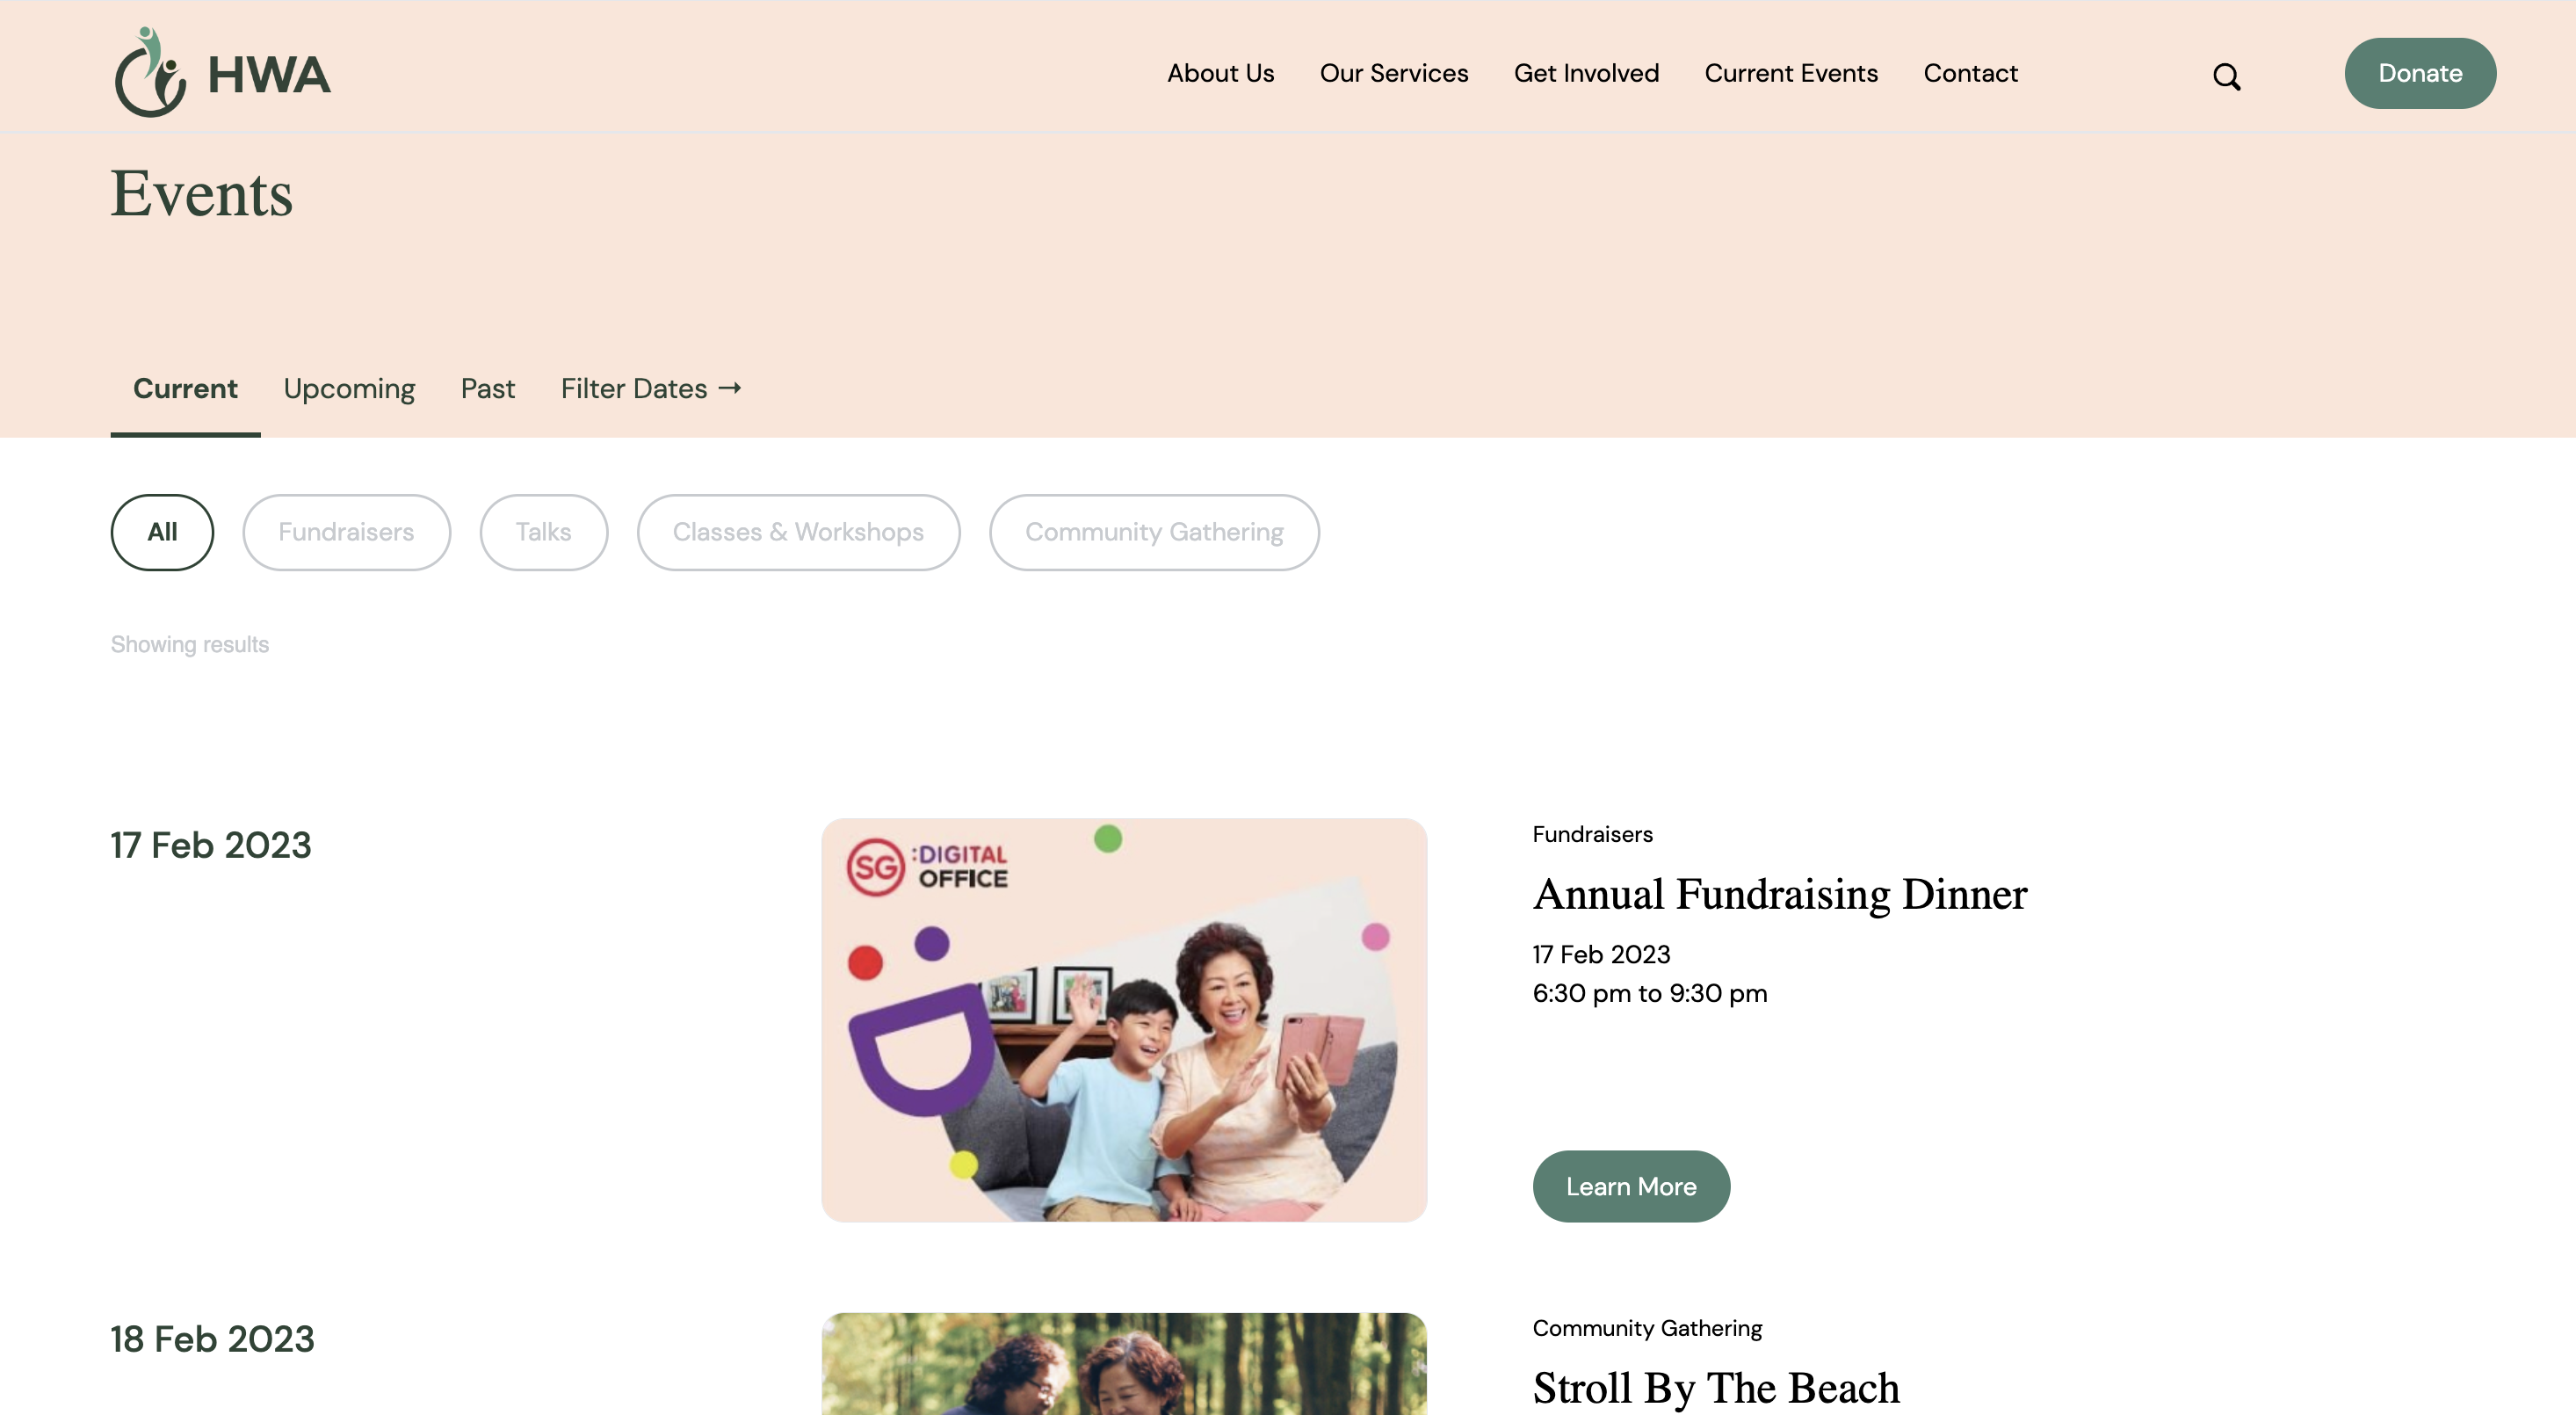 HWA
About Us Our Services Get Involved Current Events Contact Donate
Events
Current Upcoming Past Filter Dates →
All Fundraisers Talks Classes & Workshops Community Gathering
Showing results
17 Feb 2023
SG :DIGITAL
OFFICE
Fundraisers
Annual Fundraising Dinner
17 Feb 2023
6:30 pm to 9:30 pm
Learn More
18 Feb 2023
Community Gathering
Stroll By The Beach